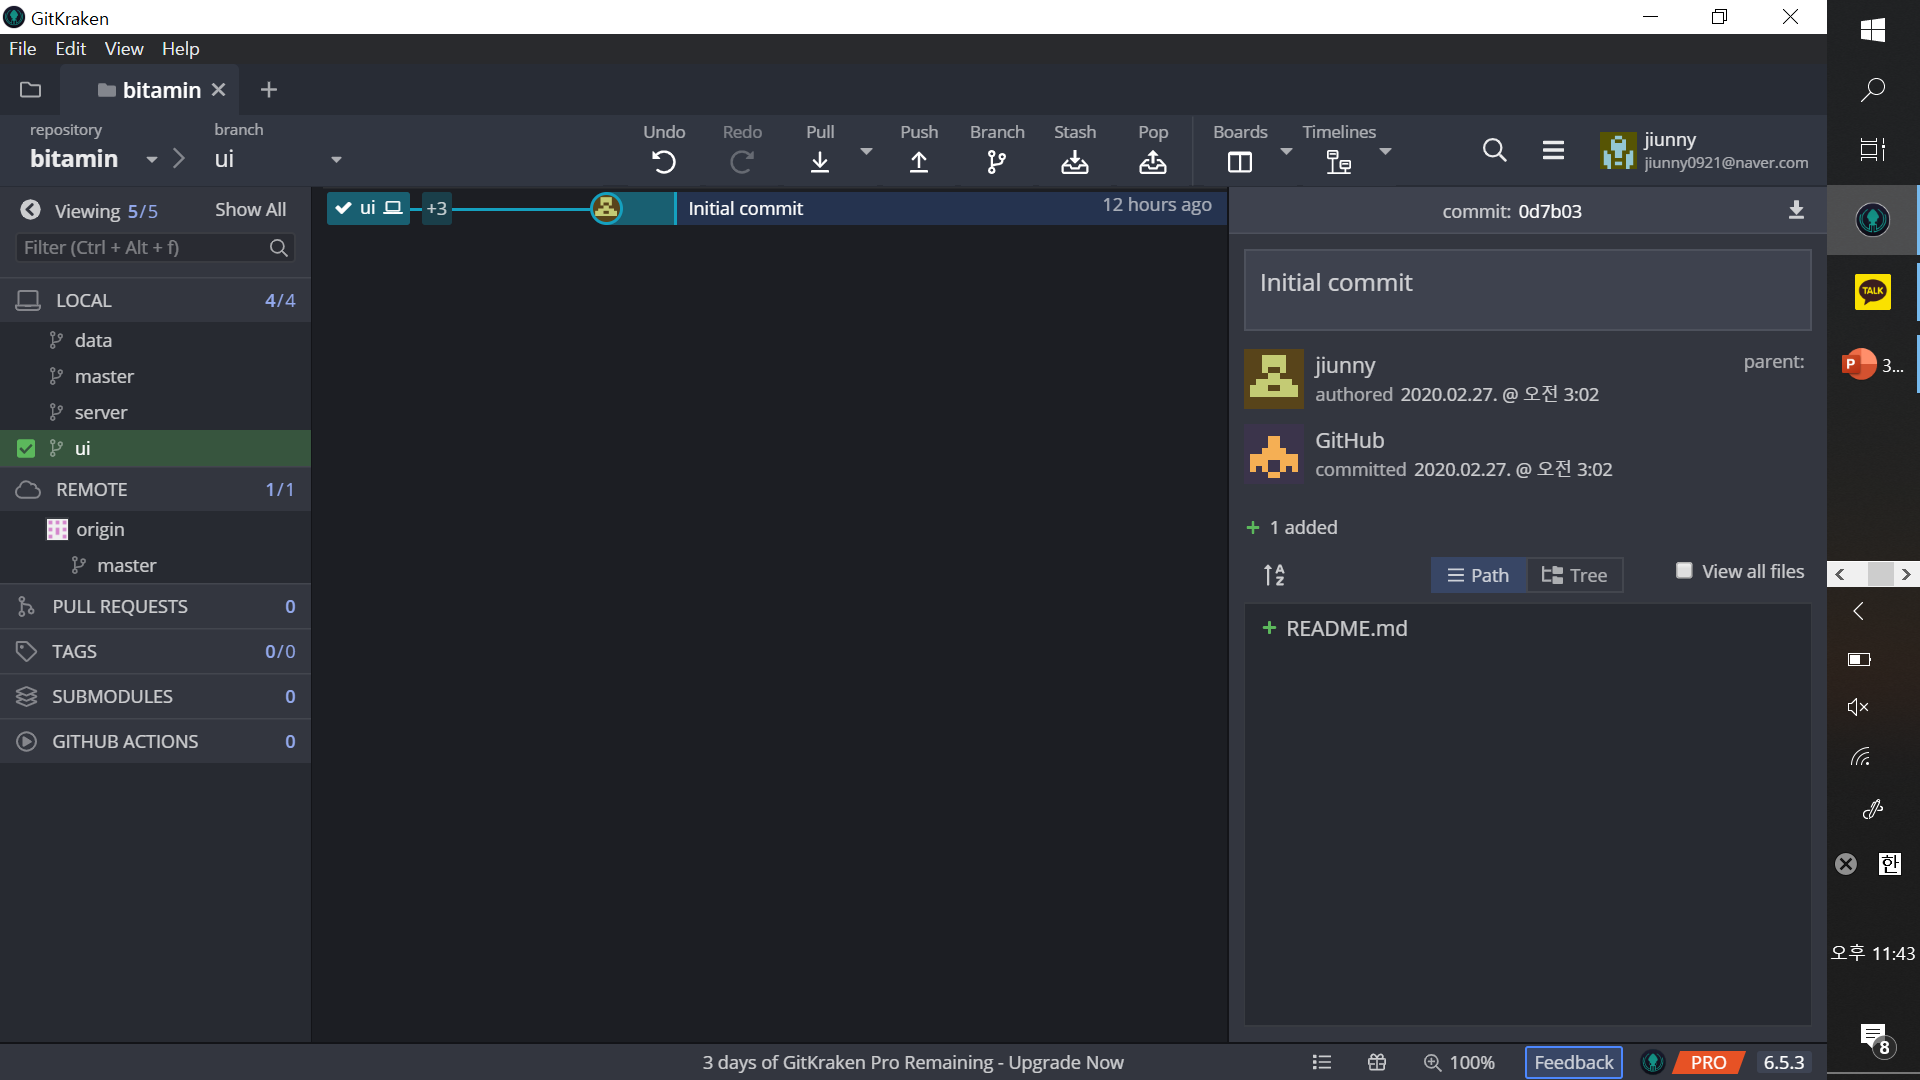 GitKraken
File Edit View Help
bitamin
repository
bitamin
branch
ui
Undo
Redo
Pull
Push
Branch
Stash
Pop
Boards
Timelines
jiunny
jiunny0921@naver.com
Viewing 5/5 Show All
Filter (Ctrl + Alt + f)
LOCAL 4/4
data
master
server
ui
REMOTE 1/1
origin
master
PULL REQUESTS 0
TAGS 0/0
SUBMODULES 0
GITHUB ACTIONS 0
ui +3 Initial commit 12 hours ago
commit: 0d7b03
Initial commit
jiunny
authored 2020.02.27. @ 오전 3:02
parent:
GitHub
committed 2020.02.27. @ 오전 3:02
+ 1 added
A
Z
Path Tree View all files
+ README.md
3 days of GitKraken Pro Remaining - Upgrade Now
100% Feedback PRO 6.5.3
TALK
P 3...
한
오후 11:43
8